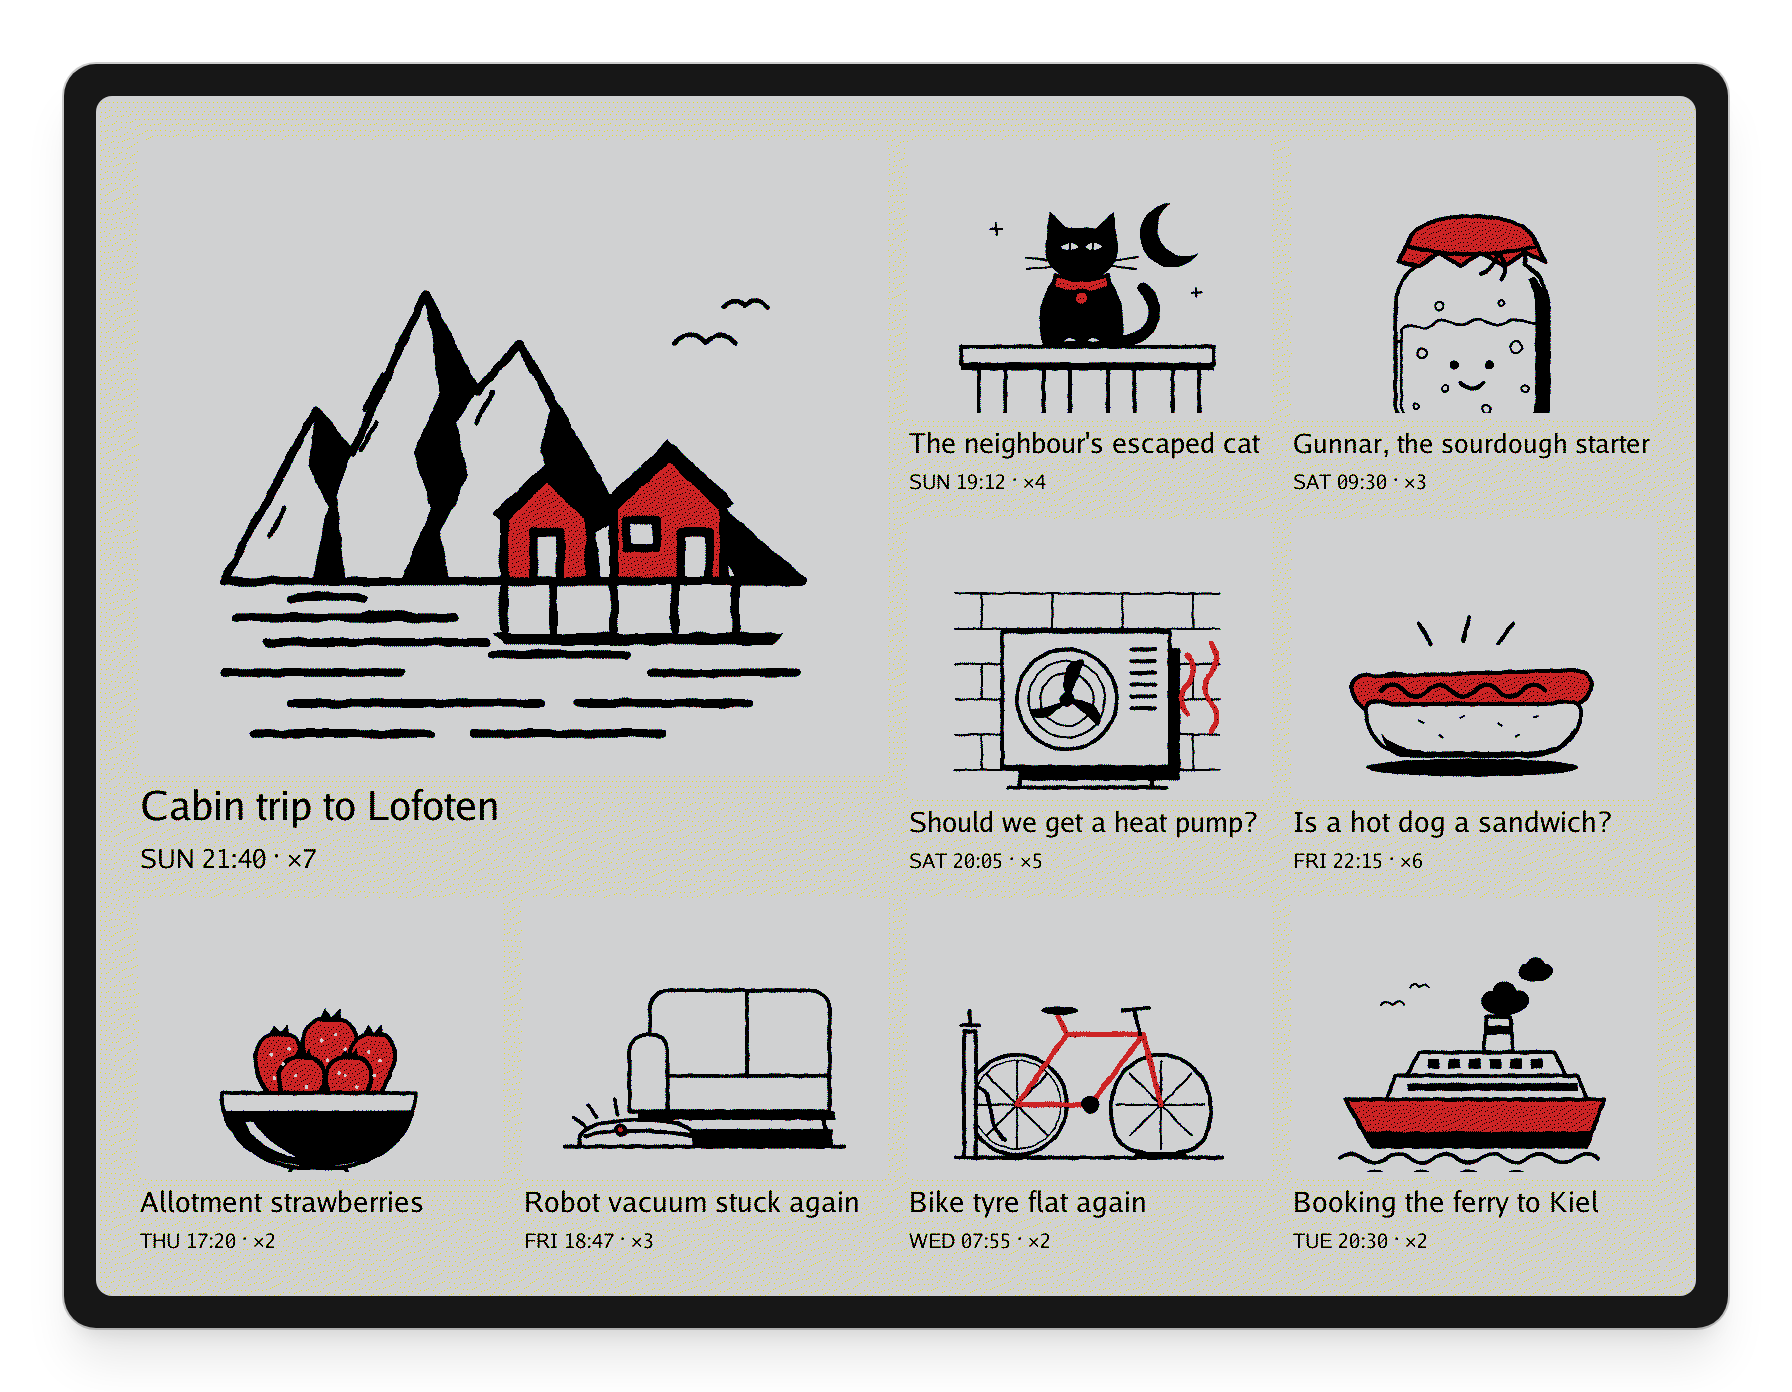 The neighbour's escaped cat
SUN 19:12 · ×4
Gunnar, the sourdough starter
SAT 09:30 · ×3
Cabin trip to Lofoten
SUN 21:40 · ×7
Should we get a heat pump?
SAT 20:05 · ×5
Is a hot dog a sandwich?
FRI 22:15 · ×6
Allotment strawberries
THU 17:20 · ×2
Robot vacuum stuck again
FRI 18:47 · ×3
Bike tyre flat again
WED 07:55 · ×2
Booking the ferry to Kiel
TUE 20:30 · ×2